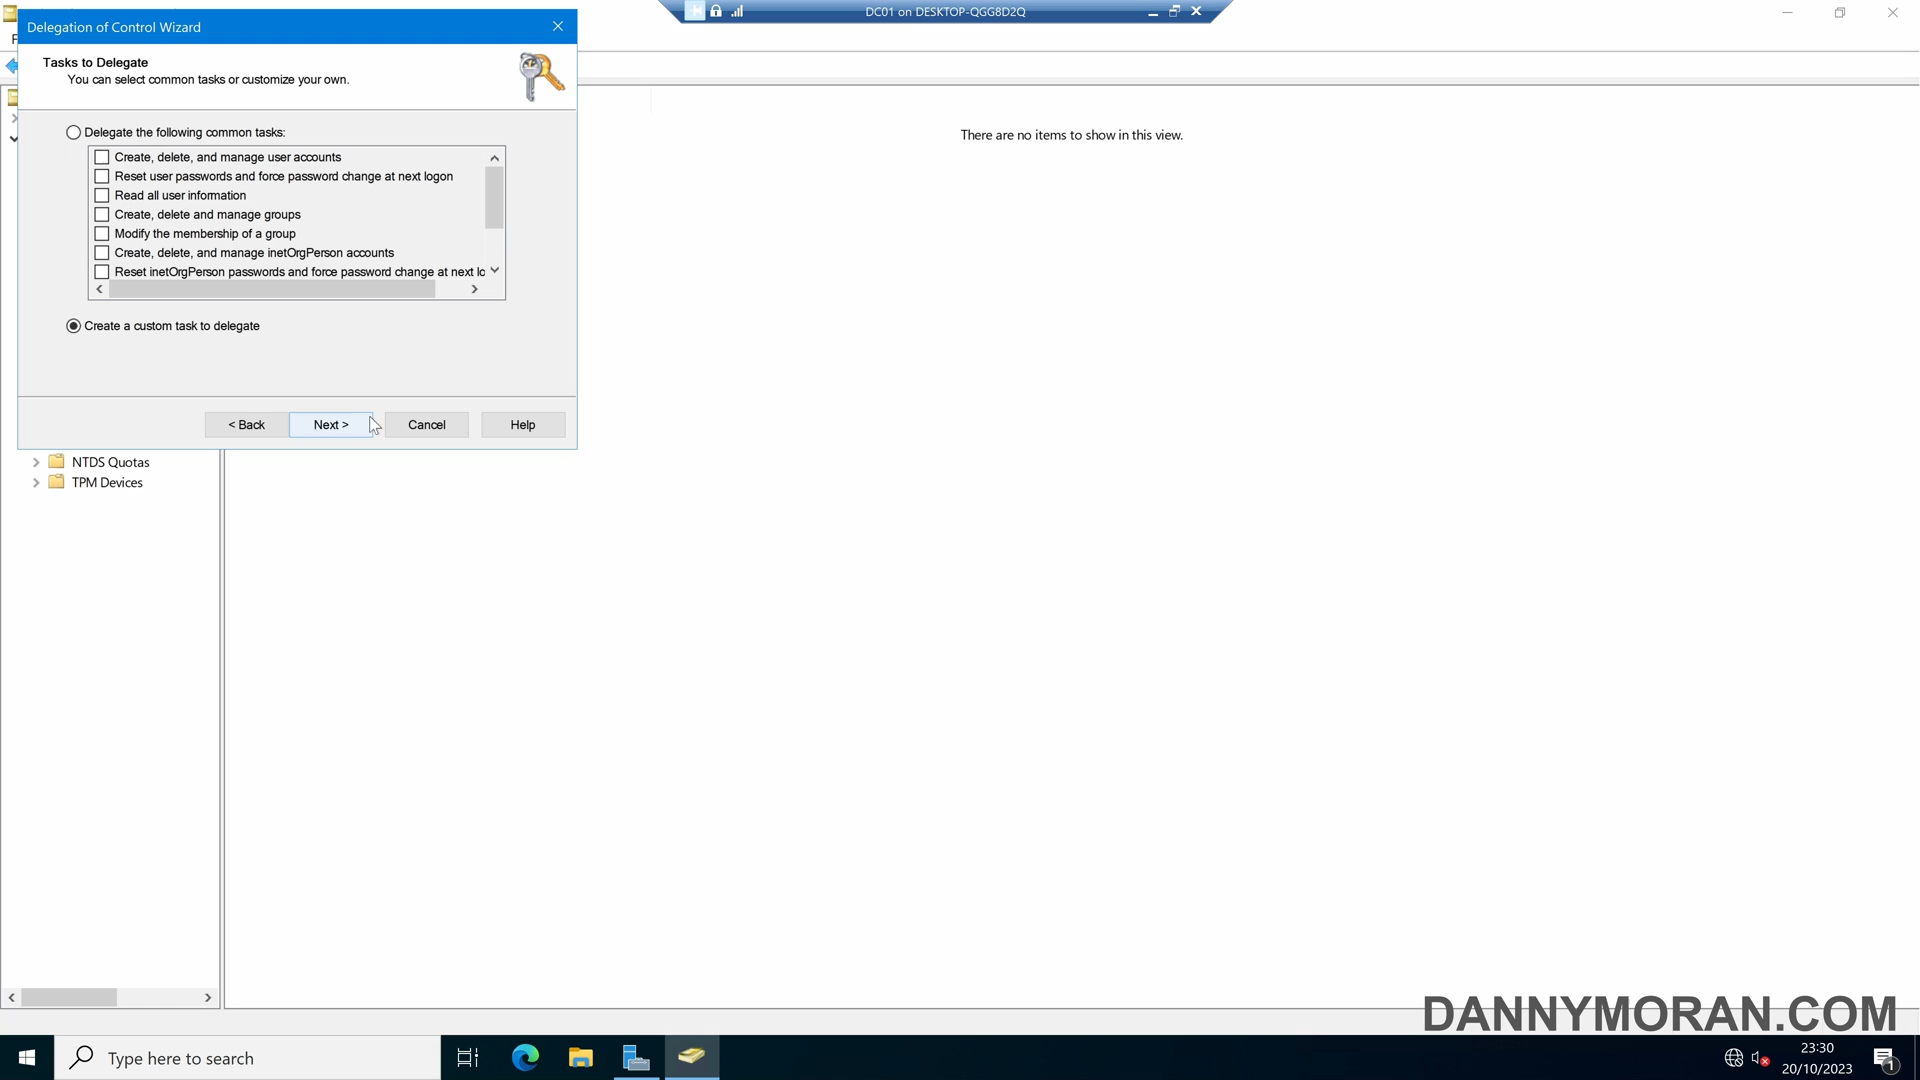 DC01 on DESKTOP-QGG8D2Q
Delegation of Control Wizard
Tasks to Delegate
You can select common tasks or customize your own.
Delegate the following common tasks:
Create, delete, and manage user accounts
Reset user passwords and force password change at next logon
Read all user information
Create, delete and manage groups
Modify the membership of a group
Create, delete, and manage inetOrgPerson accounts
Reset inetOrgPerson passwords and force password change at next lo
Create a custom task to delegate
< Back
Next >
Cancel
Help
There are no items to show in this view.
NTDS Quotas
TPM Devices
DANNYMORAN.COM
Type here to search
23:30
20/10/2023
1